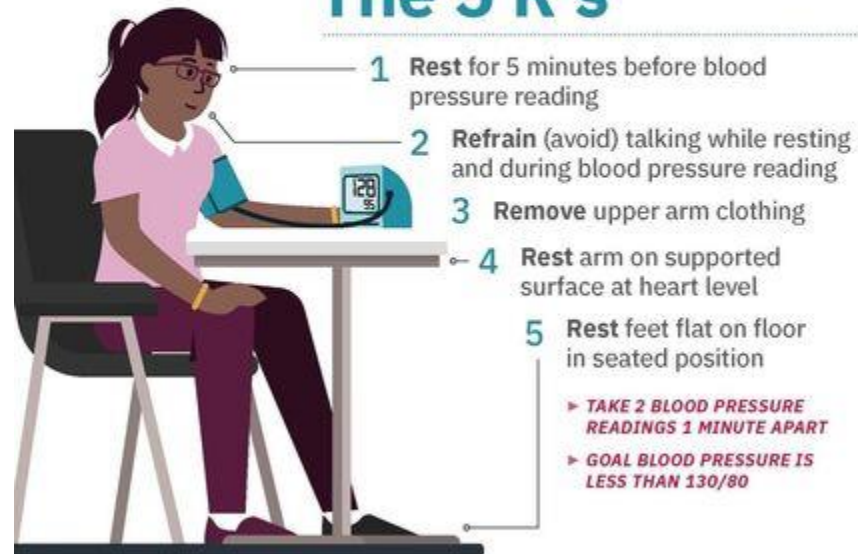 The 5 R's
1 Rest for 5 minutes before blood
pressure reading
2 Refrain (avoid) talking while resting
and during blood pressure reading
128
95
3 Remove upper arm clothing
4 Rest arm on supported
surface at heart level
5 Rest feet flat on floor
in seated position
► TAKE 2 BLOOD PRESSURE
READINGS 1 MINUTE APART
► GOAL BLOOD PRESSURE IS
LESS THAN 130/80